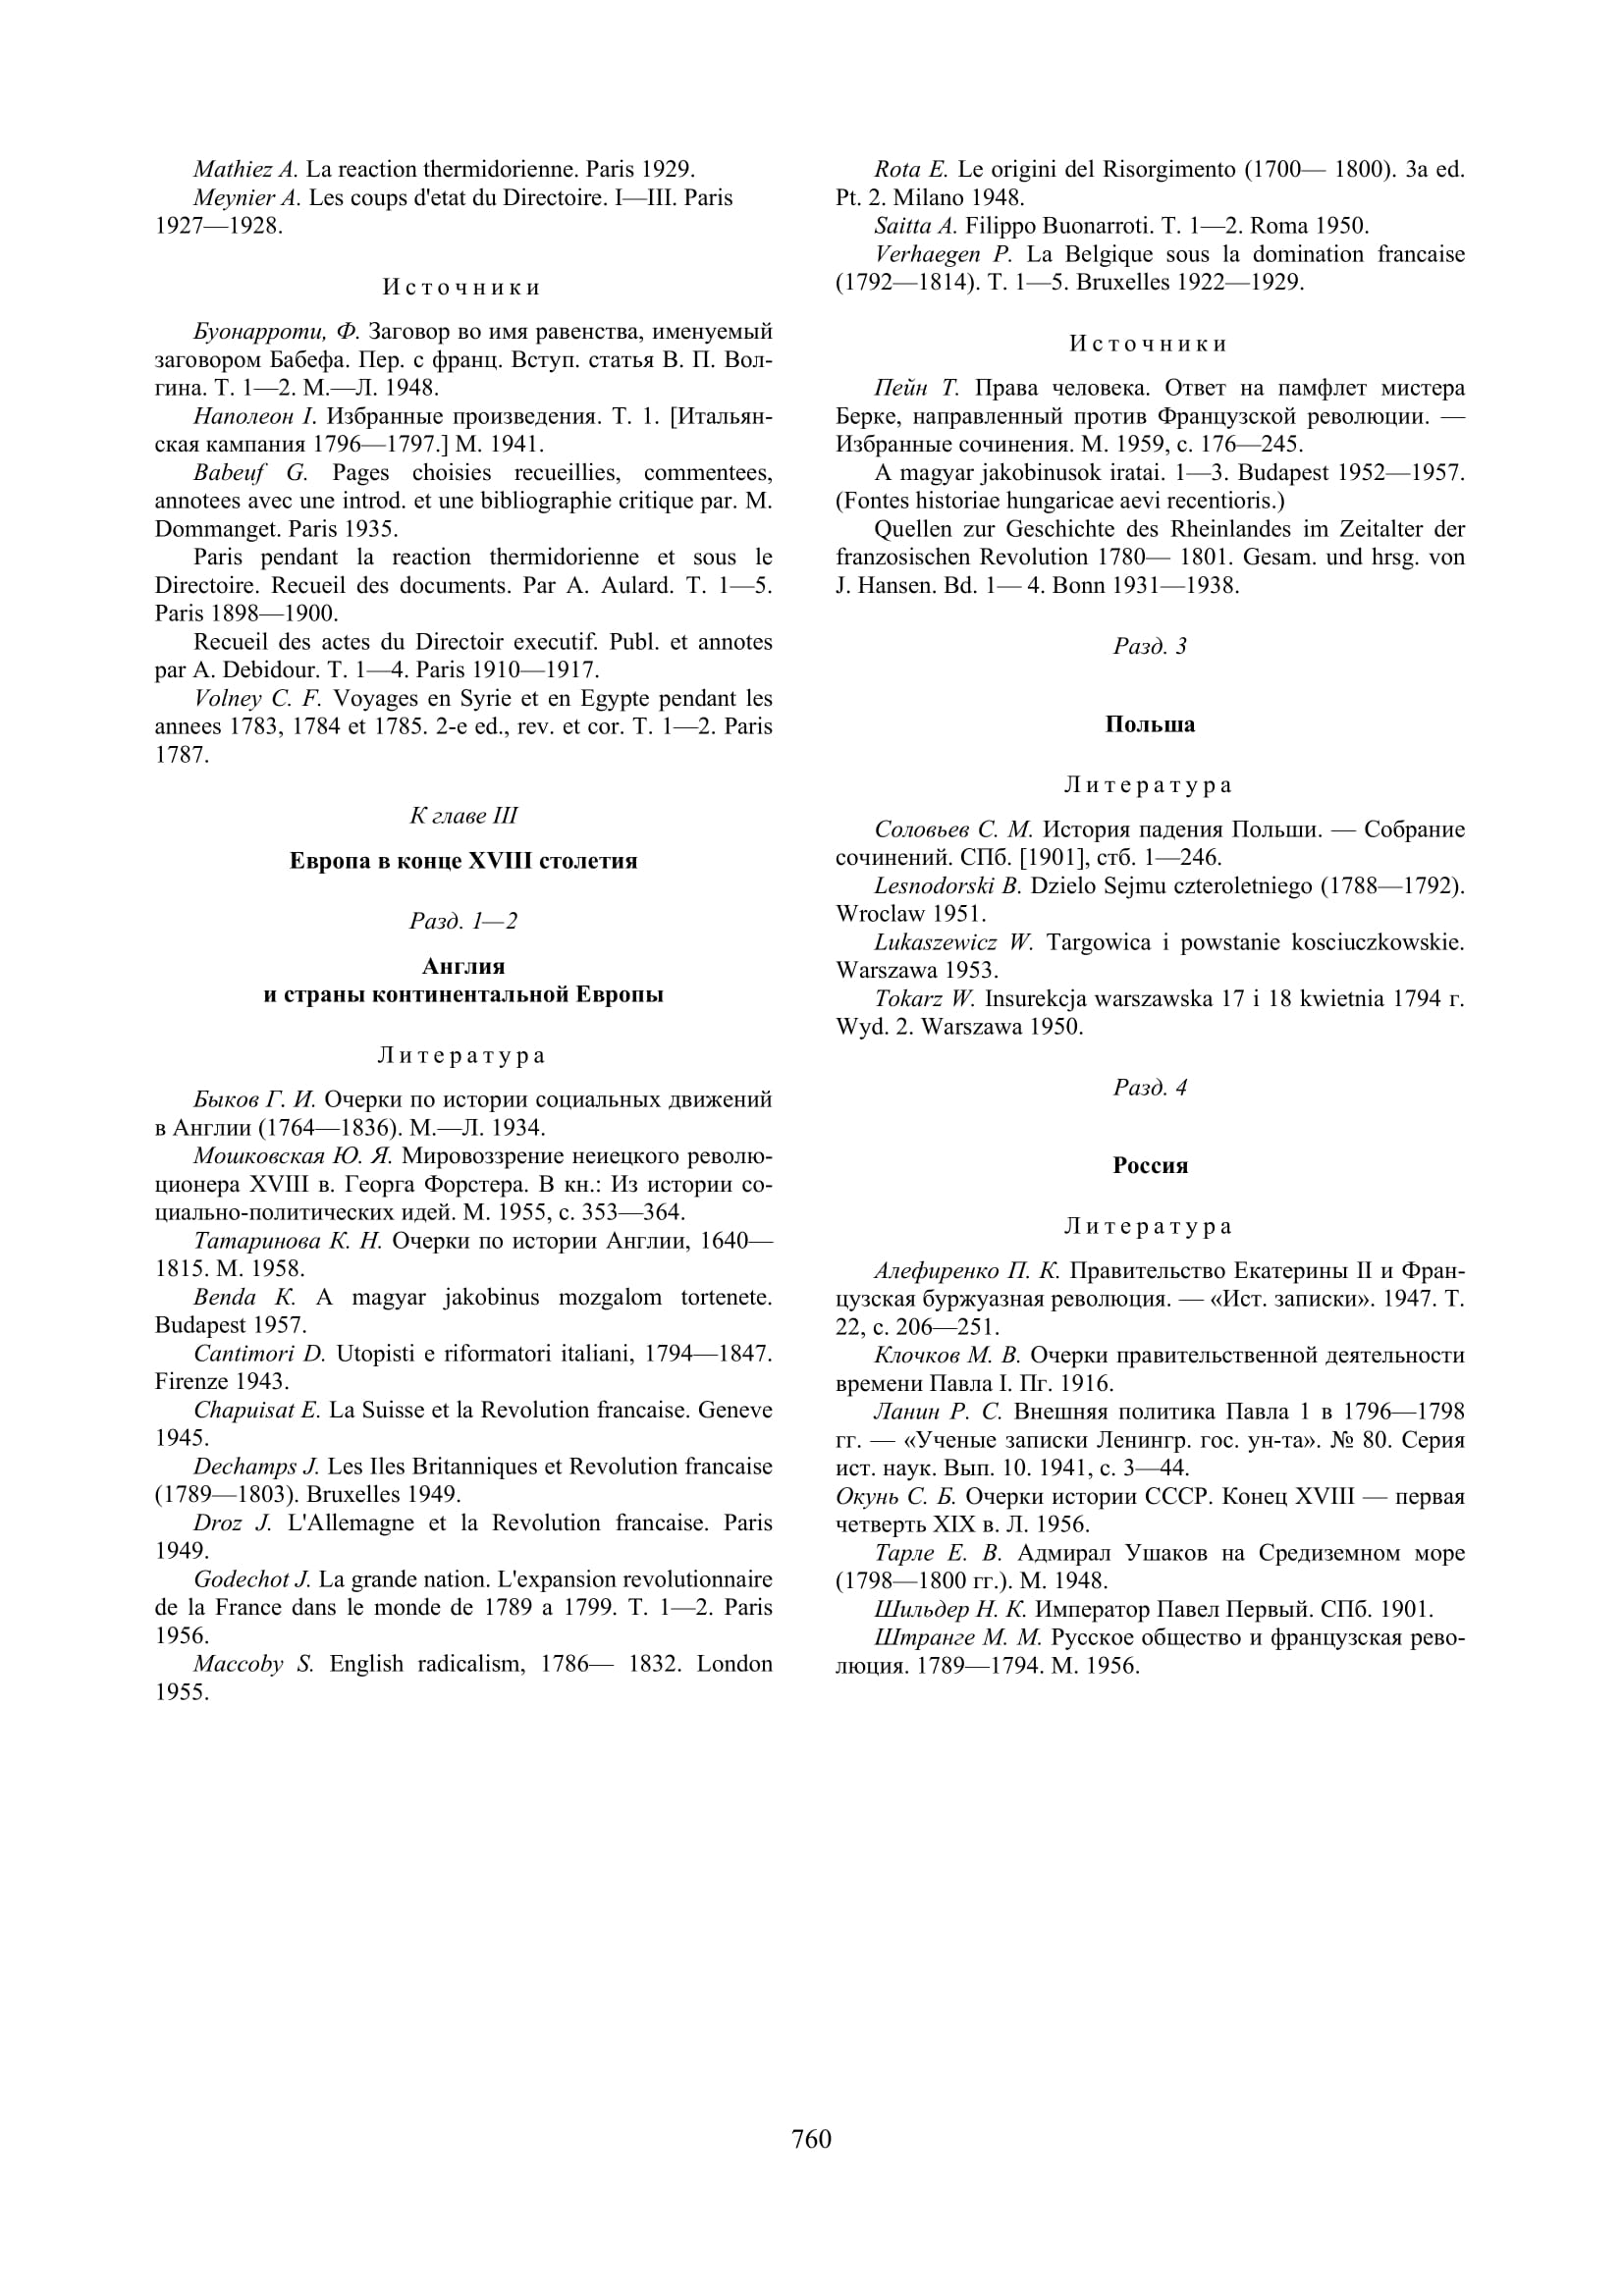 Mathiez A. La reaction thermidorienne. Paris 1929.
Meynier A. Les coups d'etat du Directoire. I—III. Paris
1927—1928.
Источники
Буонарроти, Ф. Заговор во имя равенства, именуемый
заговором Бабефа. Пер. с франц. Вступ. статья В. П. Вол-
гина. Т. 1—2. М.—Л. 1948.
Наполеон I. Избранные произведения. Т. 1. [Итальян-
ская кампания 1796—1797.] М. 1941.
Babeuf G. Pages choisies recueillies, commentees,
annotees avec une introd. et une bibliographie critique par. M.
Dommanget. Paris 1935.
Paris pendant la reaction thermidorienne et sous le
Directoire. Recueil des documents. Par A. Aulard. T. 1—5.
Paris 1898—1900.
Recueil des actes du Directoir executif. Publ. et annotes
par A. Debidour. T. 1—4. Paris 1910—1917.
Volney C. F. Voyages en Syrie et en Egypte pendant les
annees 1783, 1784 et 1785. 2-e ed., rev. et cor. T. 1—2. Paris
1787.
К главе III
Европа в конце XVIII столетия
Разд. 1—2
Англия
и страны континентальной Европы
Литература
Быков Г. И. Очерки по истории социальных движений
в Англии (1764—1836). М.—Л. 1934.
Мошковская Ю. Я. Мировоззрение неиецкого револю-
ционера XVIII в. Георга Форстера. В кн.: Из истории со-
циально-политических идей. М. 1955, с. 353—364.
Татаринова К. Н. Очерки по истории Англии, 1640—
1815. М. 1958.
Benda K. A magyar jakobinus mozgalom tortenete.
Budapest 1957.
Cantimori D. Utopisti e riformatori italiani, 1794—1847.
Firenze 1943.
Chapuisat E. La Suisse et la Revolution francaise. Geneve
1945.
Dechamps J. Les Iles Britanniques et Revolution francaise
(1789—1803). Bruxelles 1949.
Droz J. L'Allemagne et la Revolution francaise. Paris
1949.
Godechot J. La grande nation. L'expansion revolutionnaire
de la France dans le monde de 1789 a 1799. T. 1—2. Paris
1956.
Maccoby S. English radicalism, 1786— 1832. London
1955.
Rota E. Le origini del Risorgimento (1700— 1800). 3a ed.
Pt. 2. Milano 1948.
Saitta A. Filippo Buonarroti. T. 1—2. Roma 1950.
Verhaegen P. La Belgique sous la domination francaise
(1792—1814). T. 1—5. Bruxelles 1922—1929.
Источники
Пейн Т. Права человека. Ответ на памфлет мистера
Берке, направленный против Французской революции. —
Избранные сочинения. М. 1959, с. 176—245.
A magyar jakobinusok iratai. 1—3. Budapest 1952—1957.
(Fontes historiae hungaricae aevi recentioris.)
Quellen zur Geschichte des Rheinlandes im Zeitalter der
franzosischen Revolution 1780— 1801. Gesam. und hrsg. von
J. Hansen. Bd. 1— 4. Bonn 1931—1938.
Разд. 3
Польша
Литература
Соловьев С. М. История падения Польши. — Собрание
сочинений. СПб. [1901], стб. 1—246.
Lesnodorski B. Dzielo Sejmu czteroletniego (1788—1792).
Wroclaw 1951.
Lukaszewicz W. Targowica i powstanie kosciuczkowskie.
Warszawa 1953.
Tokarz W. Insurekcja warszawska 17 i 18 kwietnia 1794 г.
Wyd. 2. Warszawa 1950.
Разд. 4
Россия
Литература
Алефиренко П. К. Правительство Екатерины II и Фран-
цузская буржуазная революция. — «Ист. записки». 1947. Т.
22, с. 206—251.
Клочков М. В. Очерки правительственной деятельности
времени Павла I. Пг. 1916.
Ланин Р. С. Внешняя политика Павла 1 в 1796—1798
гг. — «Ученые записки Ленингр. гос. ун-та». № 80. Серия
ист. наук. Вып. 10. 1941, с. 3—44.
Окунь С. Б. Очерки истории СССР. Конец XVIII — первая
четверть XIX в. Л. 1956.
Тарле Е. В. Адмирал Ушаков на Средиземном море
(1798—1800 гг.). М. 1948.
Шильдер Н. К. Император Павел Первый. СПб. 1901.
Штранге М. М. Русское общество и французская рево-
люция. 1789—1794. М. 1956.
760